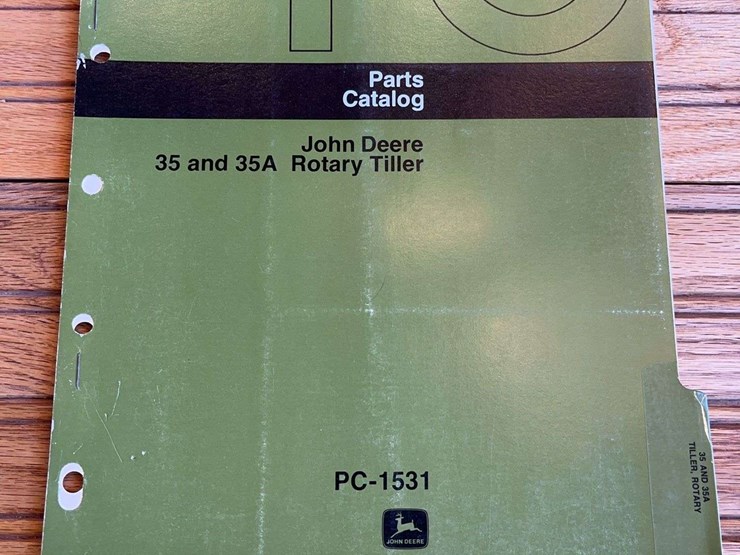 Parts
Catalog
John Deere
35 and 35A Rotary Tiller
PC-1531
JOHN DEERE
35 AND 35A
TILLER, ROTARY